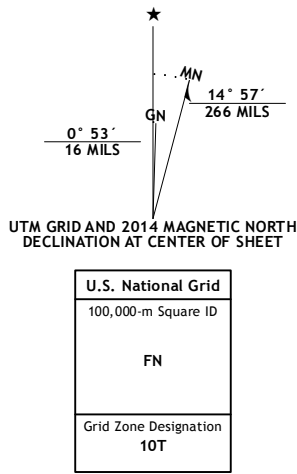 MN
GN
14° 57´
266 MILS
0° 53´
16 MILS
UTM GRID AND 2014 MAGNETIC NORTH
DECLINATION AT CENTER OF SHEET
U.S. National Grid
100,000-m Square ID
FN
Grid Zone Designation
10T